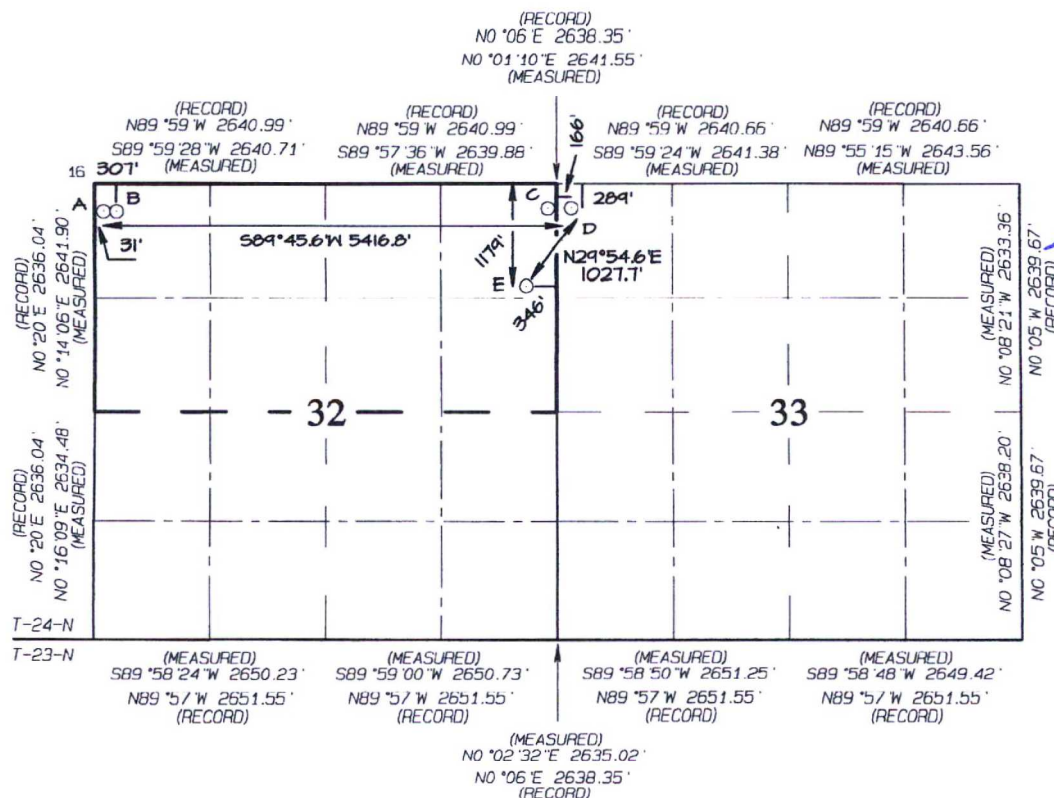 (RECORD)
N0°06'E 2638.35'
N0°01'10"E 2641.55'
(MEASURED)
(RECORD)
N89°59'W 2640.99'
S89°59'28"W 2640.71'
(MEASURED)
(RECORD)
N89°59'W 2640.99'
S89°57'36"W 2639.88'
(MEASURED)
(RECORD)
N89°59'W 2640.66'
S89°59'24"W 2641.38'
(MEASURED)
(RECORD)
N89°59'W 2640.66'
N89°55'15"W 2643.56'
(MEASURED)
166'
16
307'
A
B
C
D
289'
31'
S89°45.6'W 5416.8'
1179'
N29°54.6'E
1027.7'
E
346'
(RECORD)
N0°20'E 2636.04'
N0°14'06"E 2641.90'
(MEASURED)
(MEASURED)
N0°08'21"W 2633.36'
N0°05'W 2639.67'
(RECORD)
32
33
(RECORD)
N0°20'E 2636.04'
N0°16'09"E 2634.48'
(MEASURED)
(MEASURED)
N0°08'27"W 2638.20'
N0°05'W 2639.67'
(RECORD)
T-24-N
T-23-N
(MEASURED)
S89°58'24"W 2650.23'
N89°57'W 2651.55'
(RECORD)
(MEASURED)
S89°59'00"W 2650.73'
N89°57'W 2651.55'
(RECORD)
(MEASURED)
S89°58'50"W 2651.25'
N89°57'W 2651.55'
(RECORD)
(MEASURED)
S89°58'48"W 2649.42'
N89°57'W 2651.55'
(RECORD)
(MEASURED)
N0°02'32"E 2635.02'
N0°06'E 2638.35'
(RECORD)